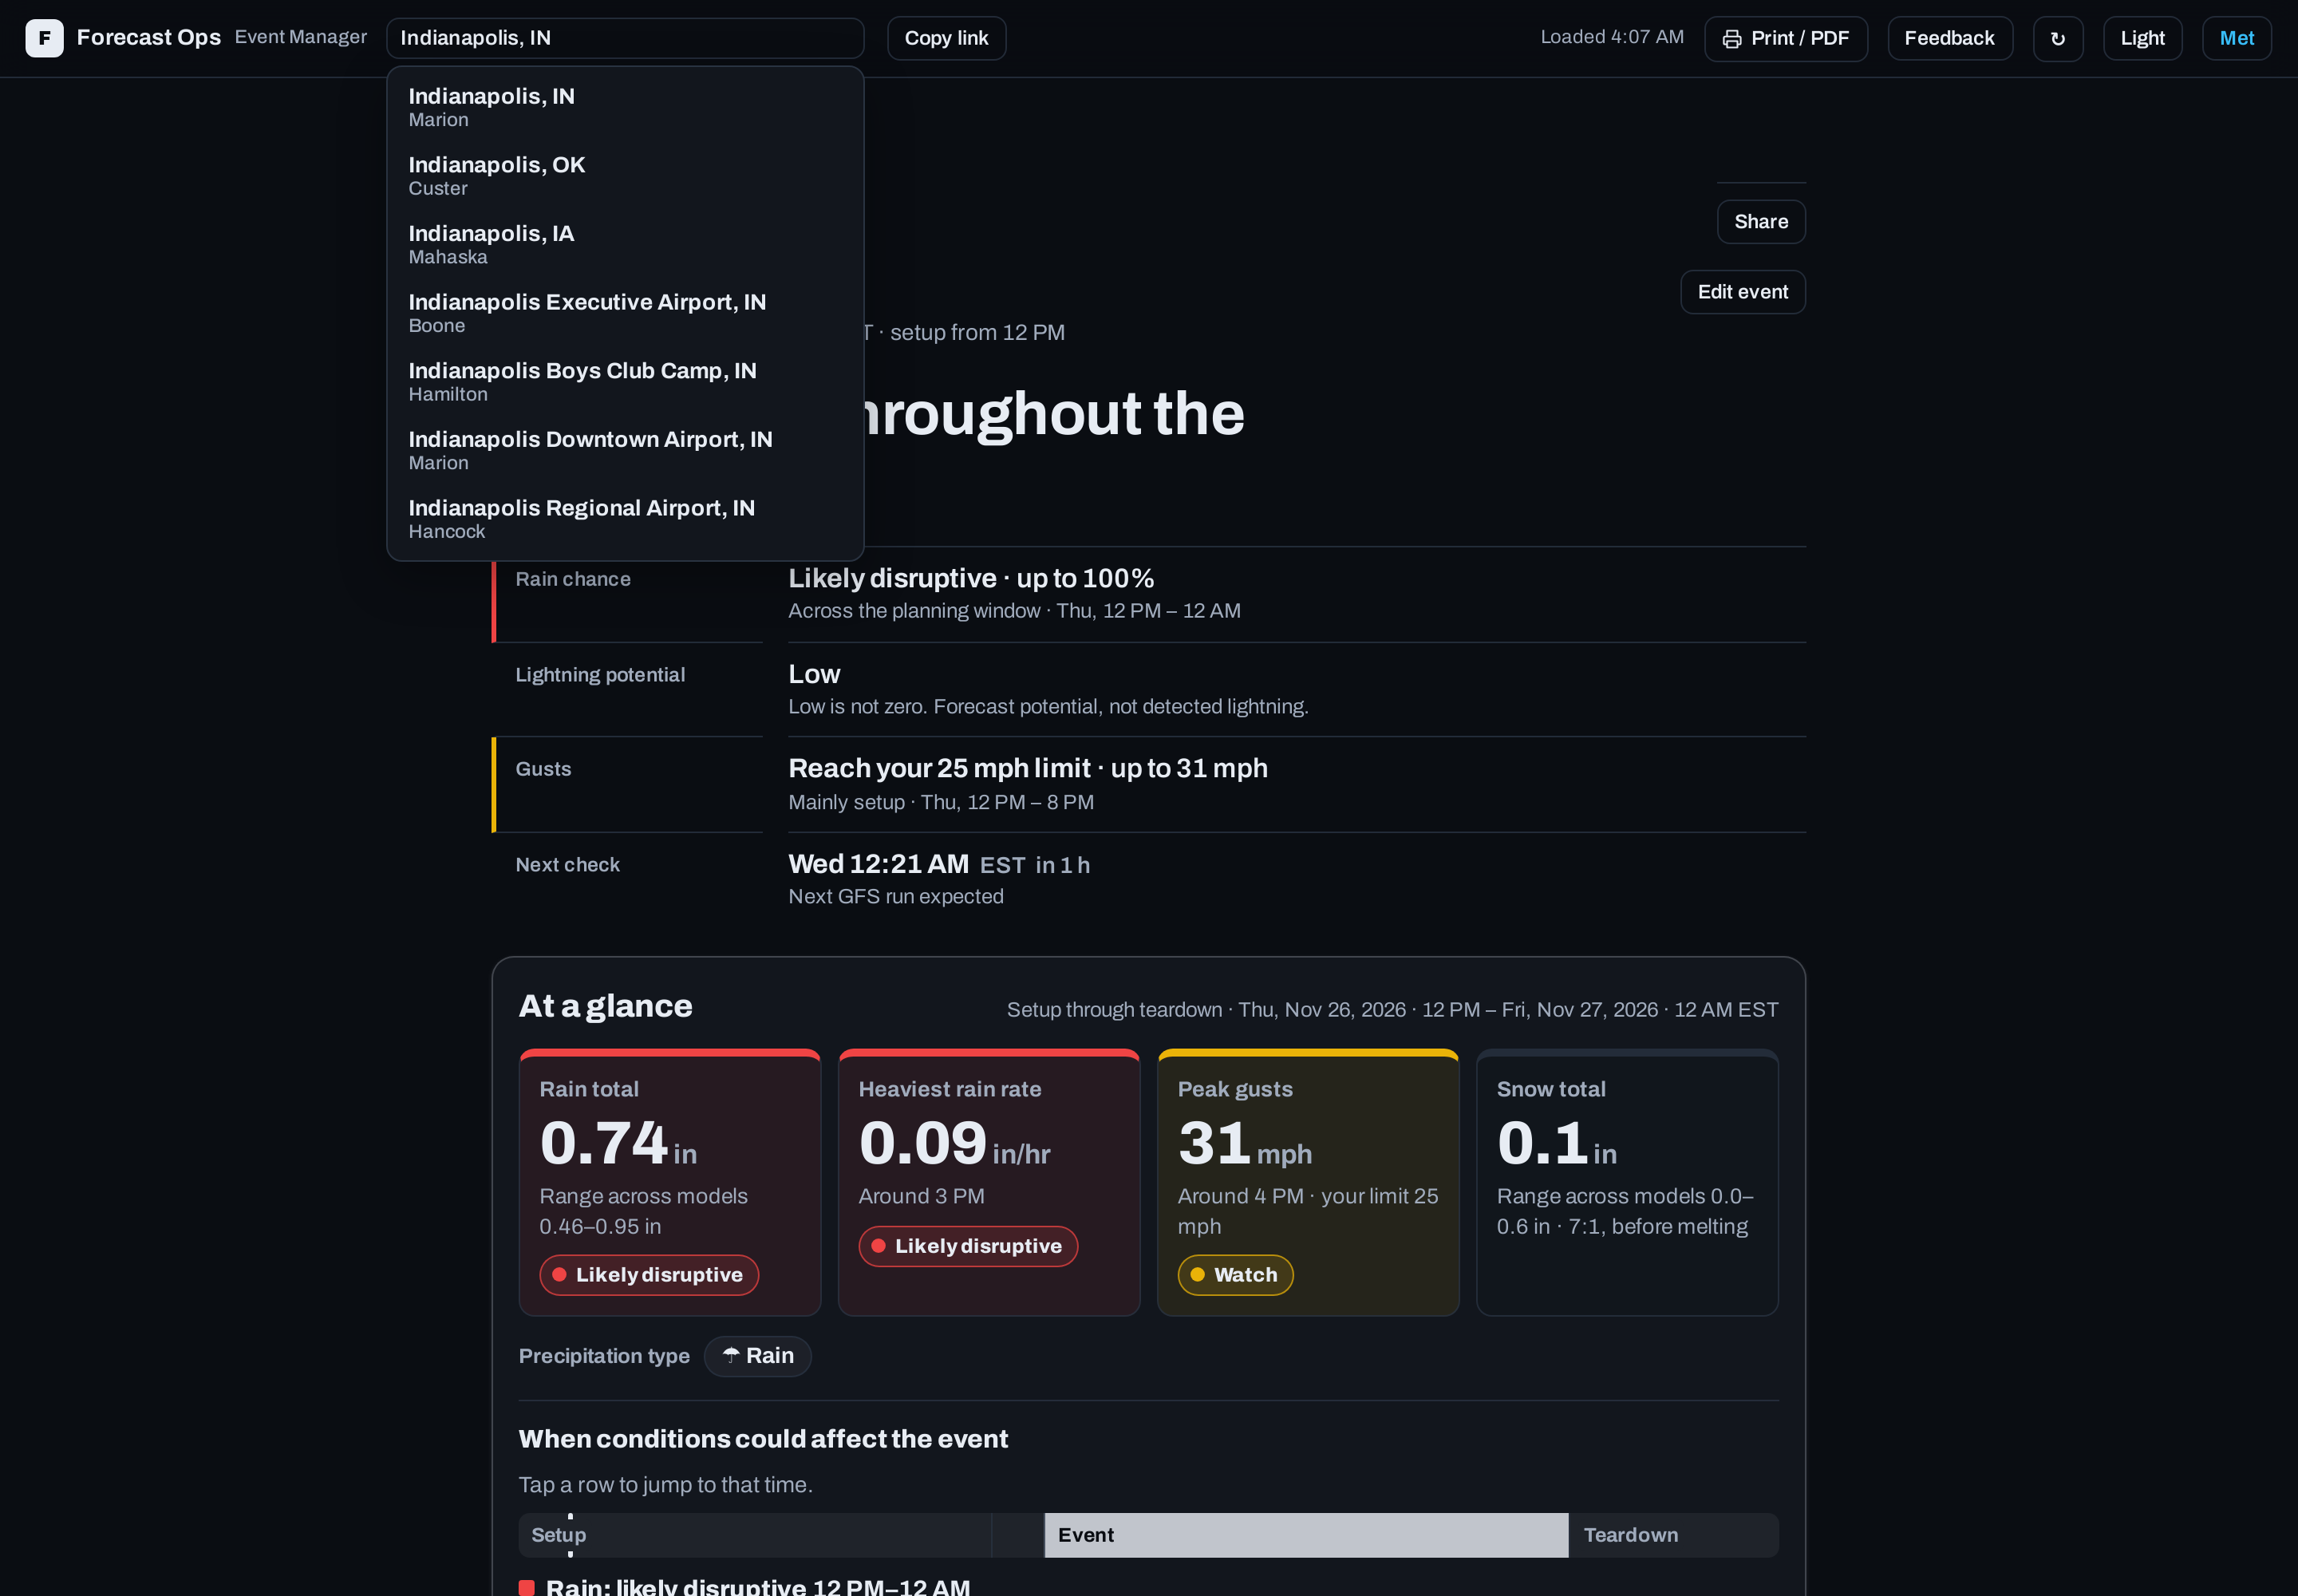 F Forecast Ops Event Manager Indianapolis, IN Copy link Loaded 4:07 AM Print / PDF Feedback ↻ Light Met
Indianapolis, IN
Marion
Indianapolis, OK
Custer
Indianapolis, IA
Mahaska
Indianapolis Executive Airport, IN
Boone
Indianapolis Boys Club Camp, IN
Hamilton
Indianapolis Downtown Airport, IN
Marion
Indianapolis Regional Airport, IN
Hancock
Share
Edit event
T · setup from 12 PM
hroughout the
Rain chance
Likely disruptive · up to 100%
Across the planning window · Thu, 12 PM – 12 AM
Lightning potential
Low
Low is not zero. Forecast potential, not detected lightning.
Gusts
Reach your 25 mph limit · up to 31 mph
Mainly setup · Thu, 12 PM – 8 PM
Next check
Wed 12:21 AM EST in 1 h
Next GFS run expected
At a glance
Setup through teardown · Thu, Nov 26, 2026 · 12 PM – Fri, Nov 27, 2026 · 12 AM EST
Rain total
0.74 in
Range across models
0.46–0.95 in
Likely disruptive
Heaviest rain rate
0.09 in/hr
Around 3 PM
Likely disruptive
Peak gusts
31 mph
Around 4 PM · your limit 25
mph
Watch
Snow total
0.1 in
Range across models 0.0–
0.6 in · 7:1, before melting
Precipitation type ☂ Rain
When conditions could affect the event
Tap a row to jump to that time.
Setup Event Teardown
Rain: likely disruptive 12 PM–12 AM